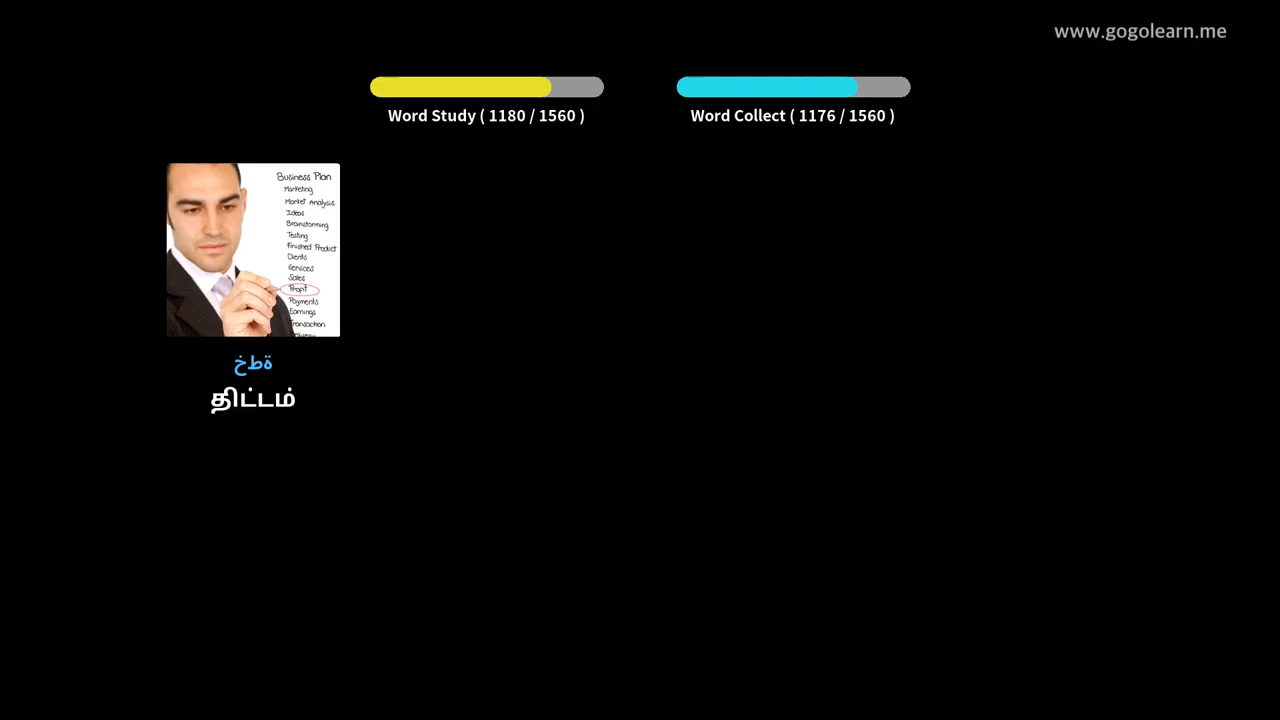 www.gogolearn.me
Word Study ( 1180 / 1560 )
Word Collect ( 1176 / 1560 )
Business Plan
Marketing
Market Analysis
Ideas
Brainstorming
Testing
Finished Product
Clients
Services
Sales
Profit
Payments
Earnings
Transaction
Delivery
خطة
திட்டம்